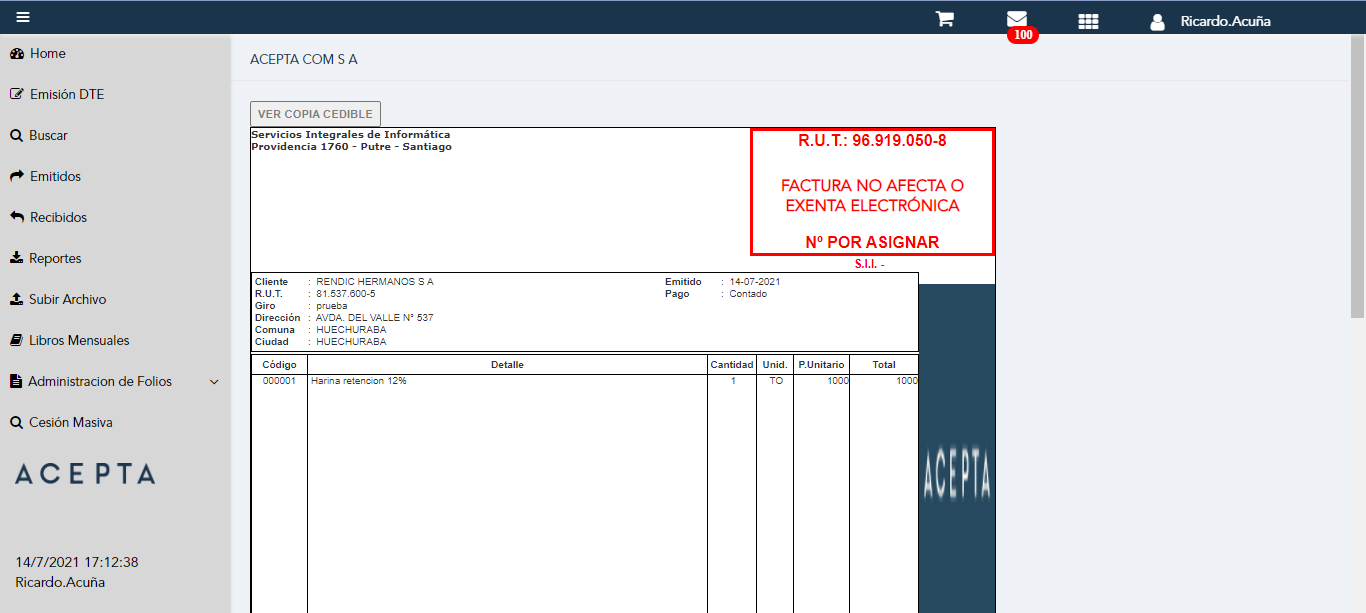 100
Ricardo.Acuña
Home
Emisión DTE
Buscar
Emitidos
Recibidos
Reportes
Subir Archivo
Libros Mensuales
Administracion de Folios
Cesión Masiva
ACEPTA
14/7/2021 17:12:38
Ricardo.Acuña
ACEPTA COM S A
VER COPIA CEDIBLE
Servicios Integrales de Informática
Providencia 1760 - Putre - Santiago
R.U.T.: 96.919.050-8
FACTURA NO AFECTA O
EXENTA ELECTRÓNICA
Nº POR ASIGNAR
S.I.I. -
Cliente : RENDIC HERMANOS S A Emitido : 14-07-2021
R.U.T. : 81.537.600-5 Pago : Contado
Giro : prueba
Dirección : AVDA. DEL VALLE N° 537
Comuna : HUECHURABA
Ciudad : HUECHURABA
Código Detalle Cantidad Unid. P.Unitario Total
000001 Harina retencion 12% 1 TO 1000 1000
ACEPTA